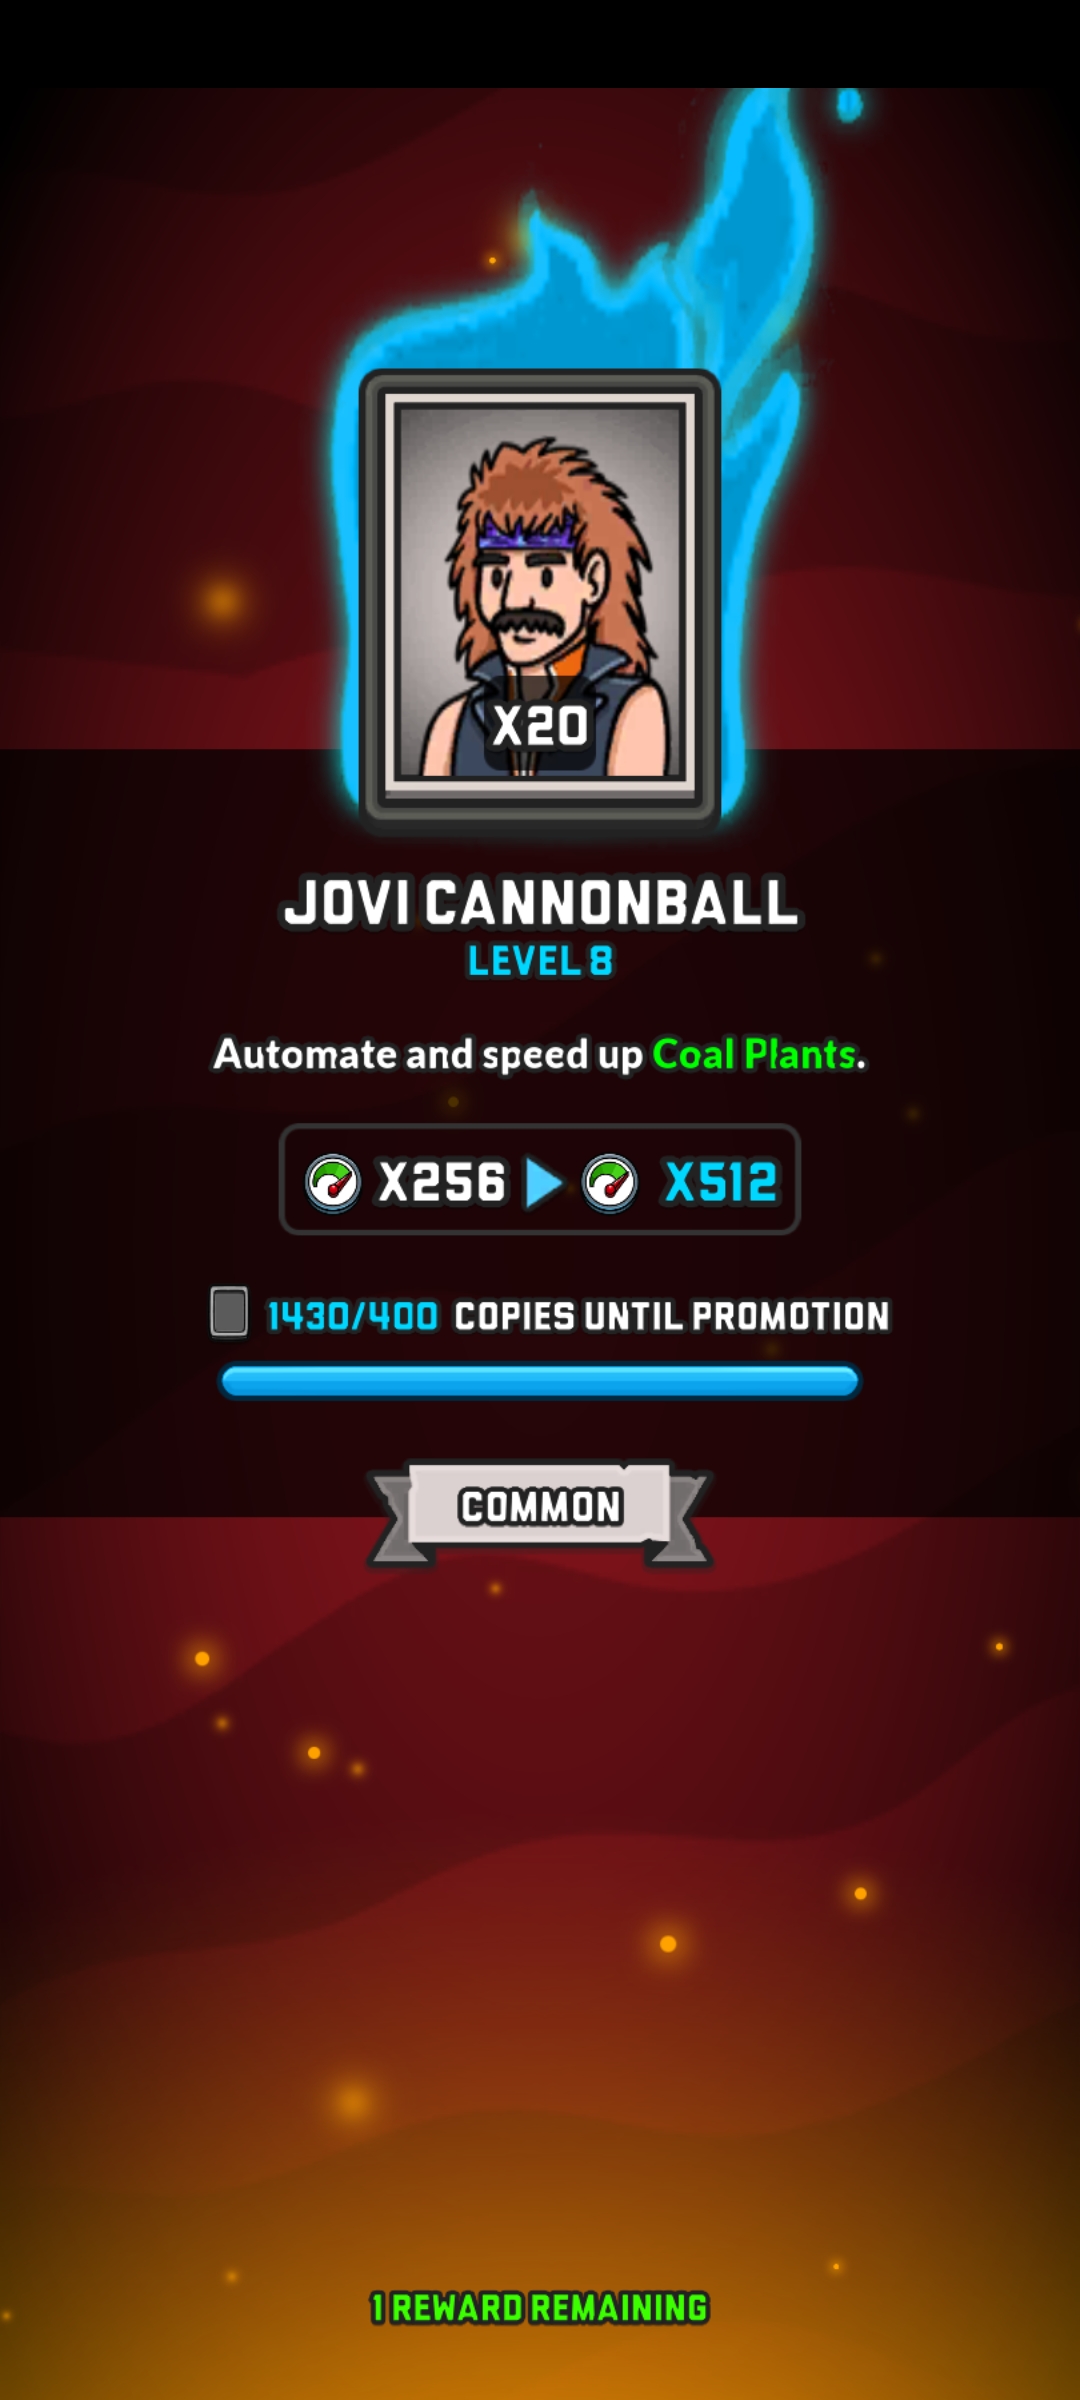 X20
JOVI CANNONBALL
LEVEL 8
Automate and speed up Coal Plants.
X256 X512
1430/400 COPIES UNTIL PROMOTION
COMMON
1 REWARD REMAINING